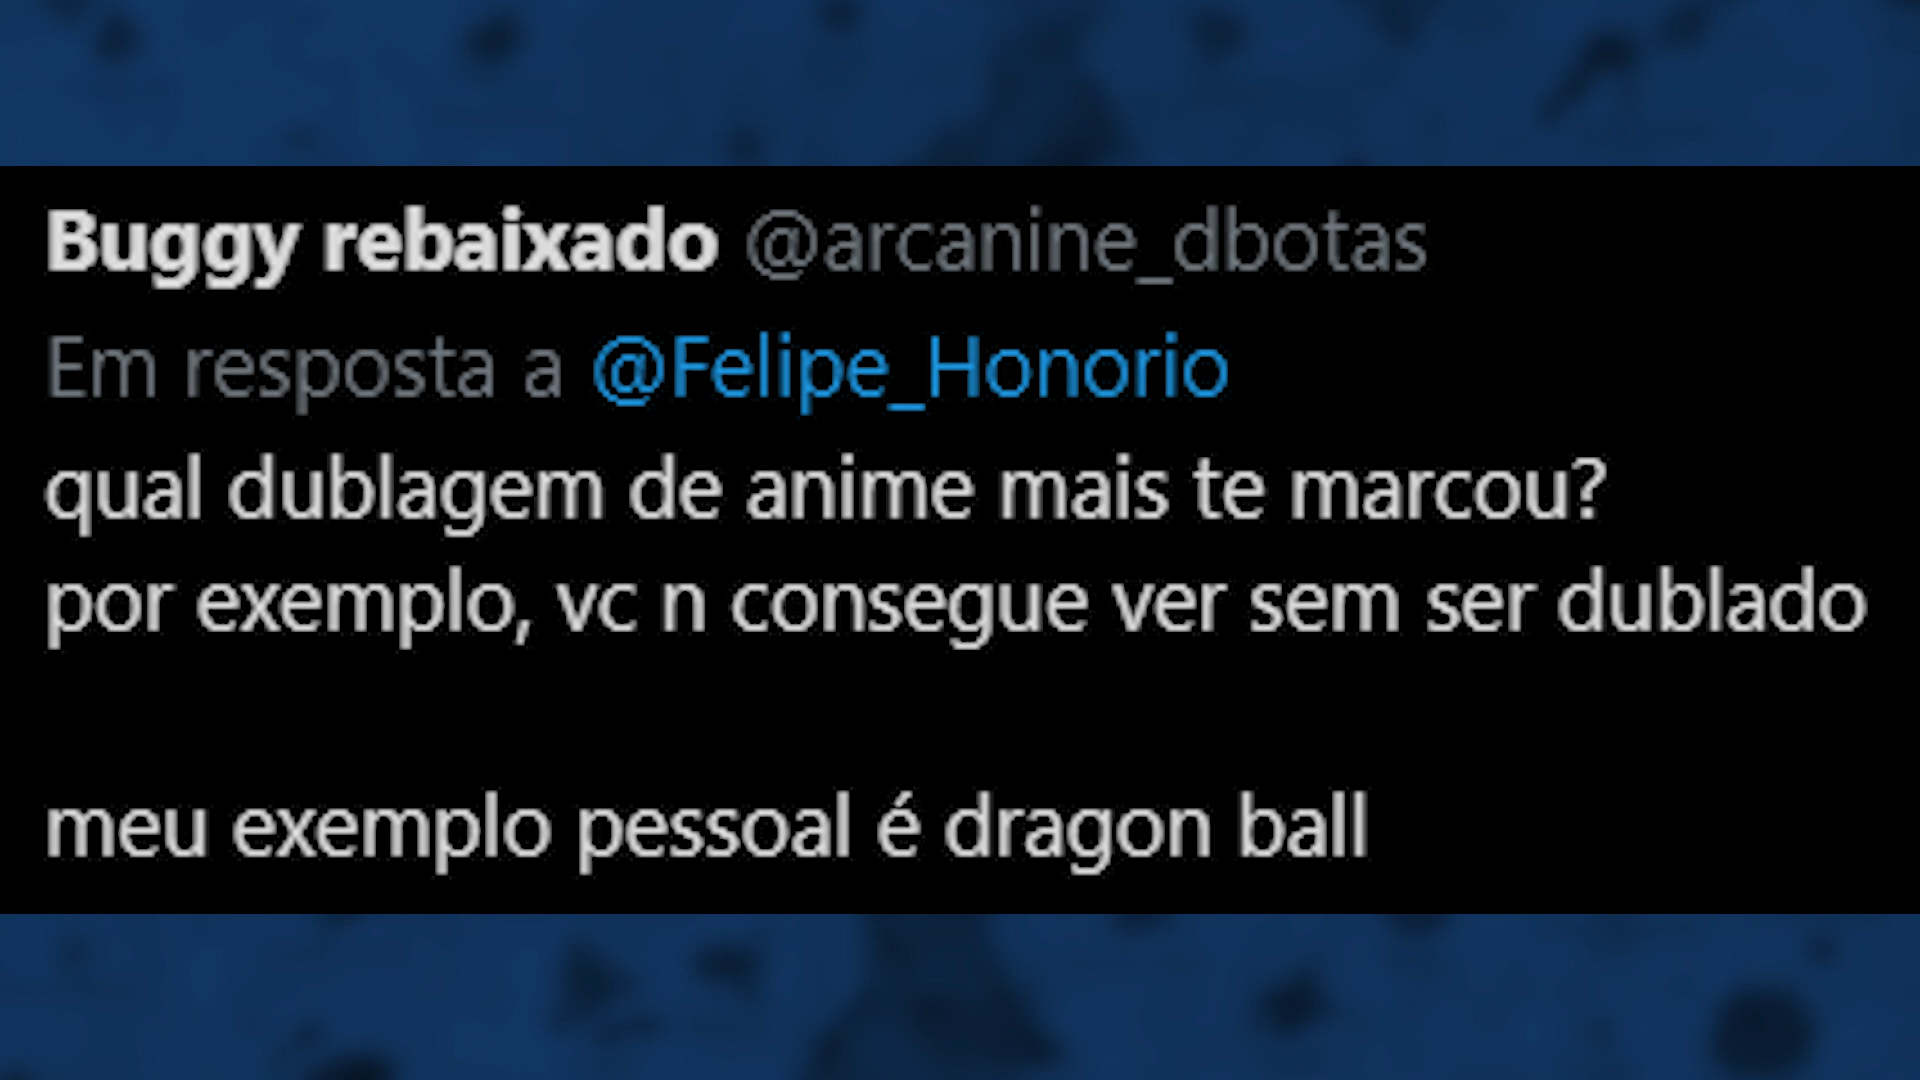 Buggy rebaixado @arcanine_dbotas
Em resposta a @Felipe_Honorio
qual dublagem de anime mais te marcou?
por exemplo, vc n consegue ver sem ser dublado
meu exemplo pessoal é dragon ball